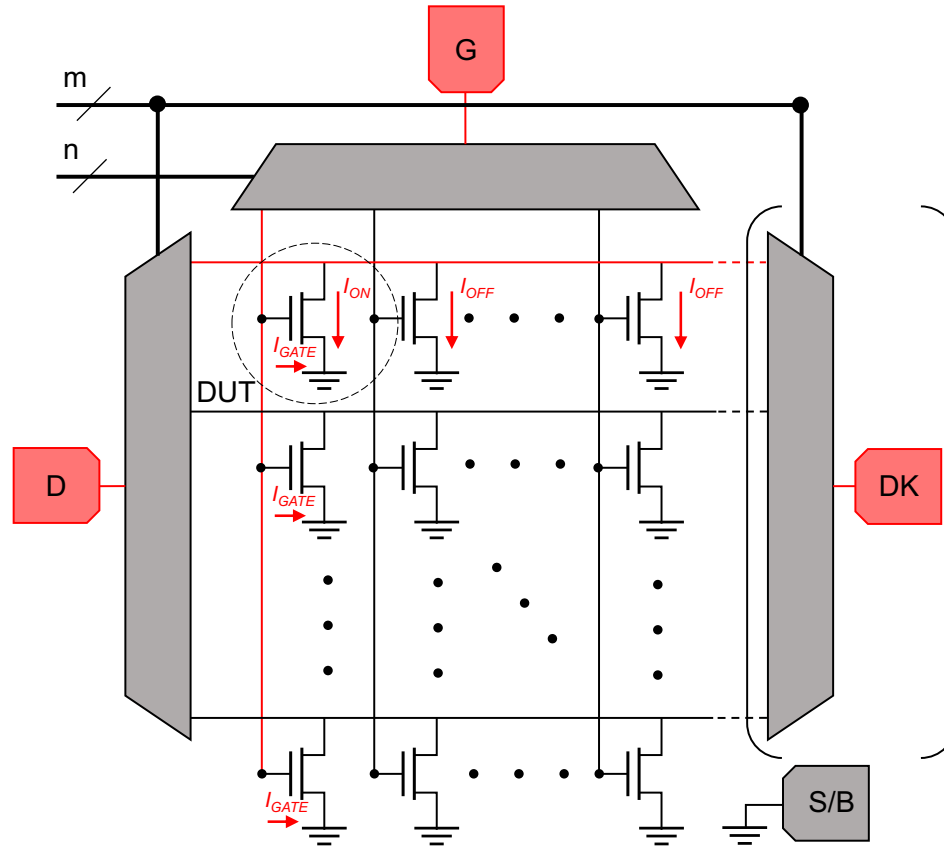 G
m
n
I_ON
I_OFF
I_OFF
I_GATE
DUT
D
DK
I_GATE
I_GATE
S/B